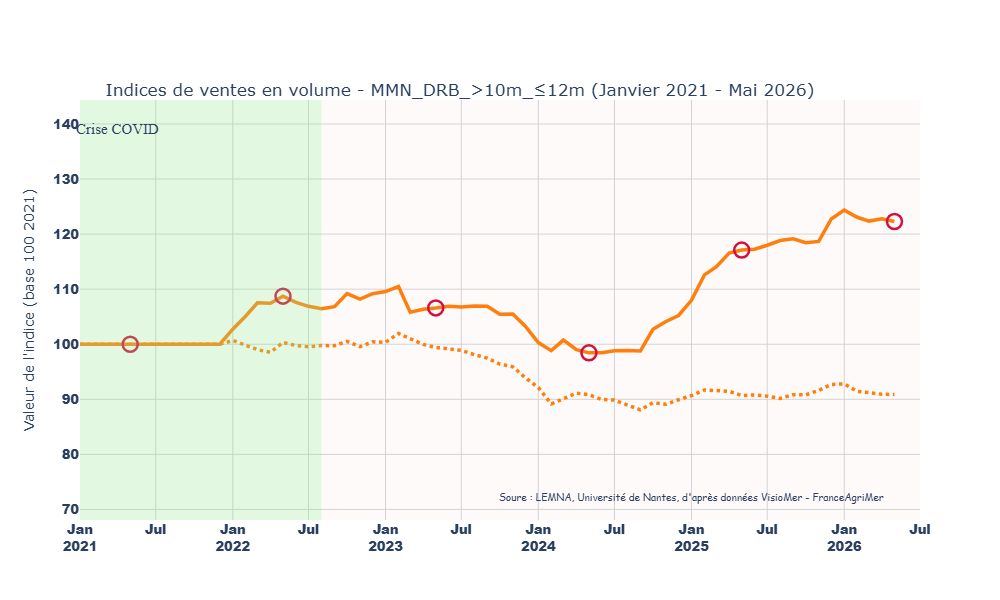 Indices de ventes en volume - MMN_DRB_>10m_≤12m (Janvier 2021 - Mai 2026)
Valeur de l'indice (base 100 2021)
140
Crise COVID
130
120
110
100
90
80
70
Soure : LEMNA, Université de Nantes, d'après données VisioMer - FranceAgriMer
Jan Jul Jan Jul Jan Jul Jan Jul Jan Jul Jan Jul
2021 2022 2023 2024 2025 2026